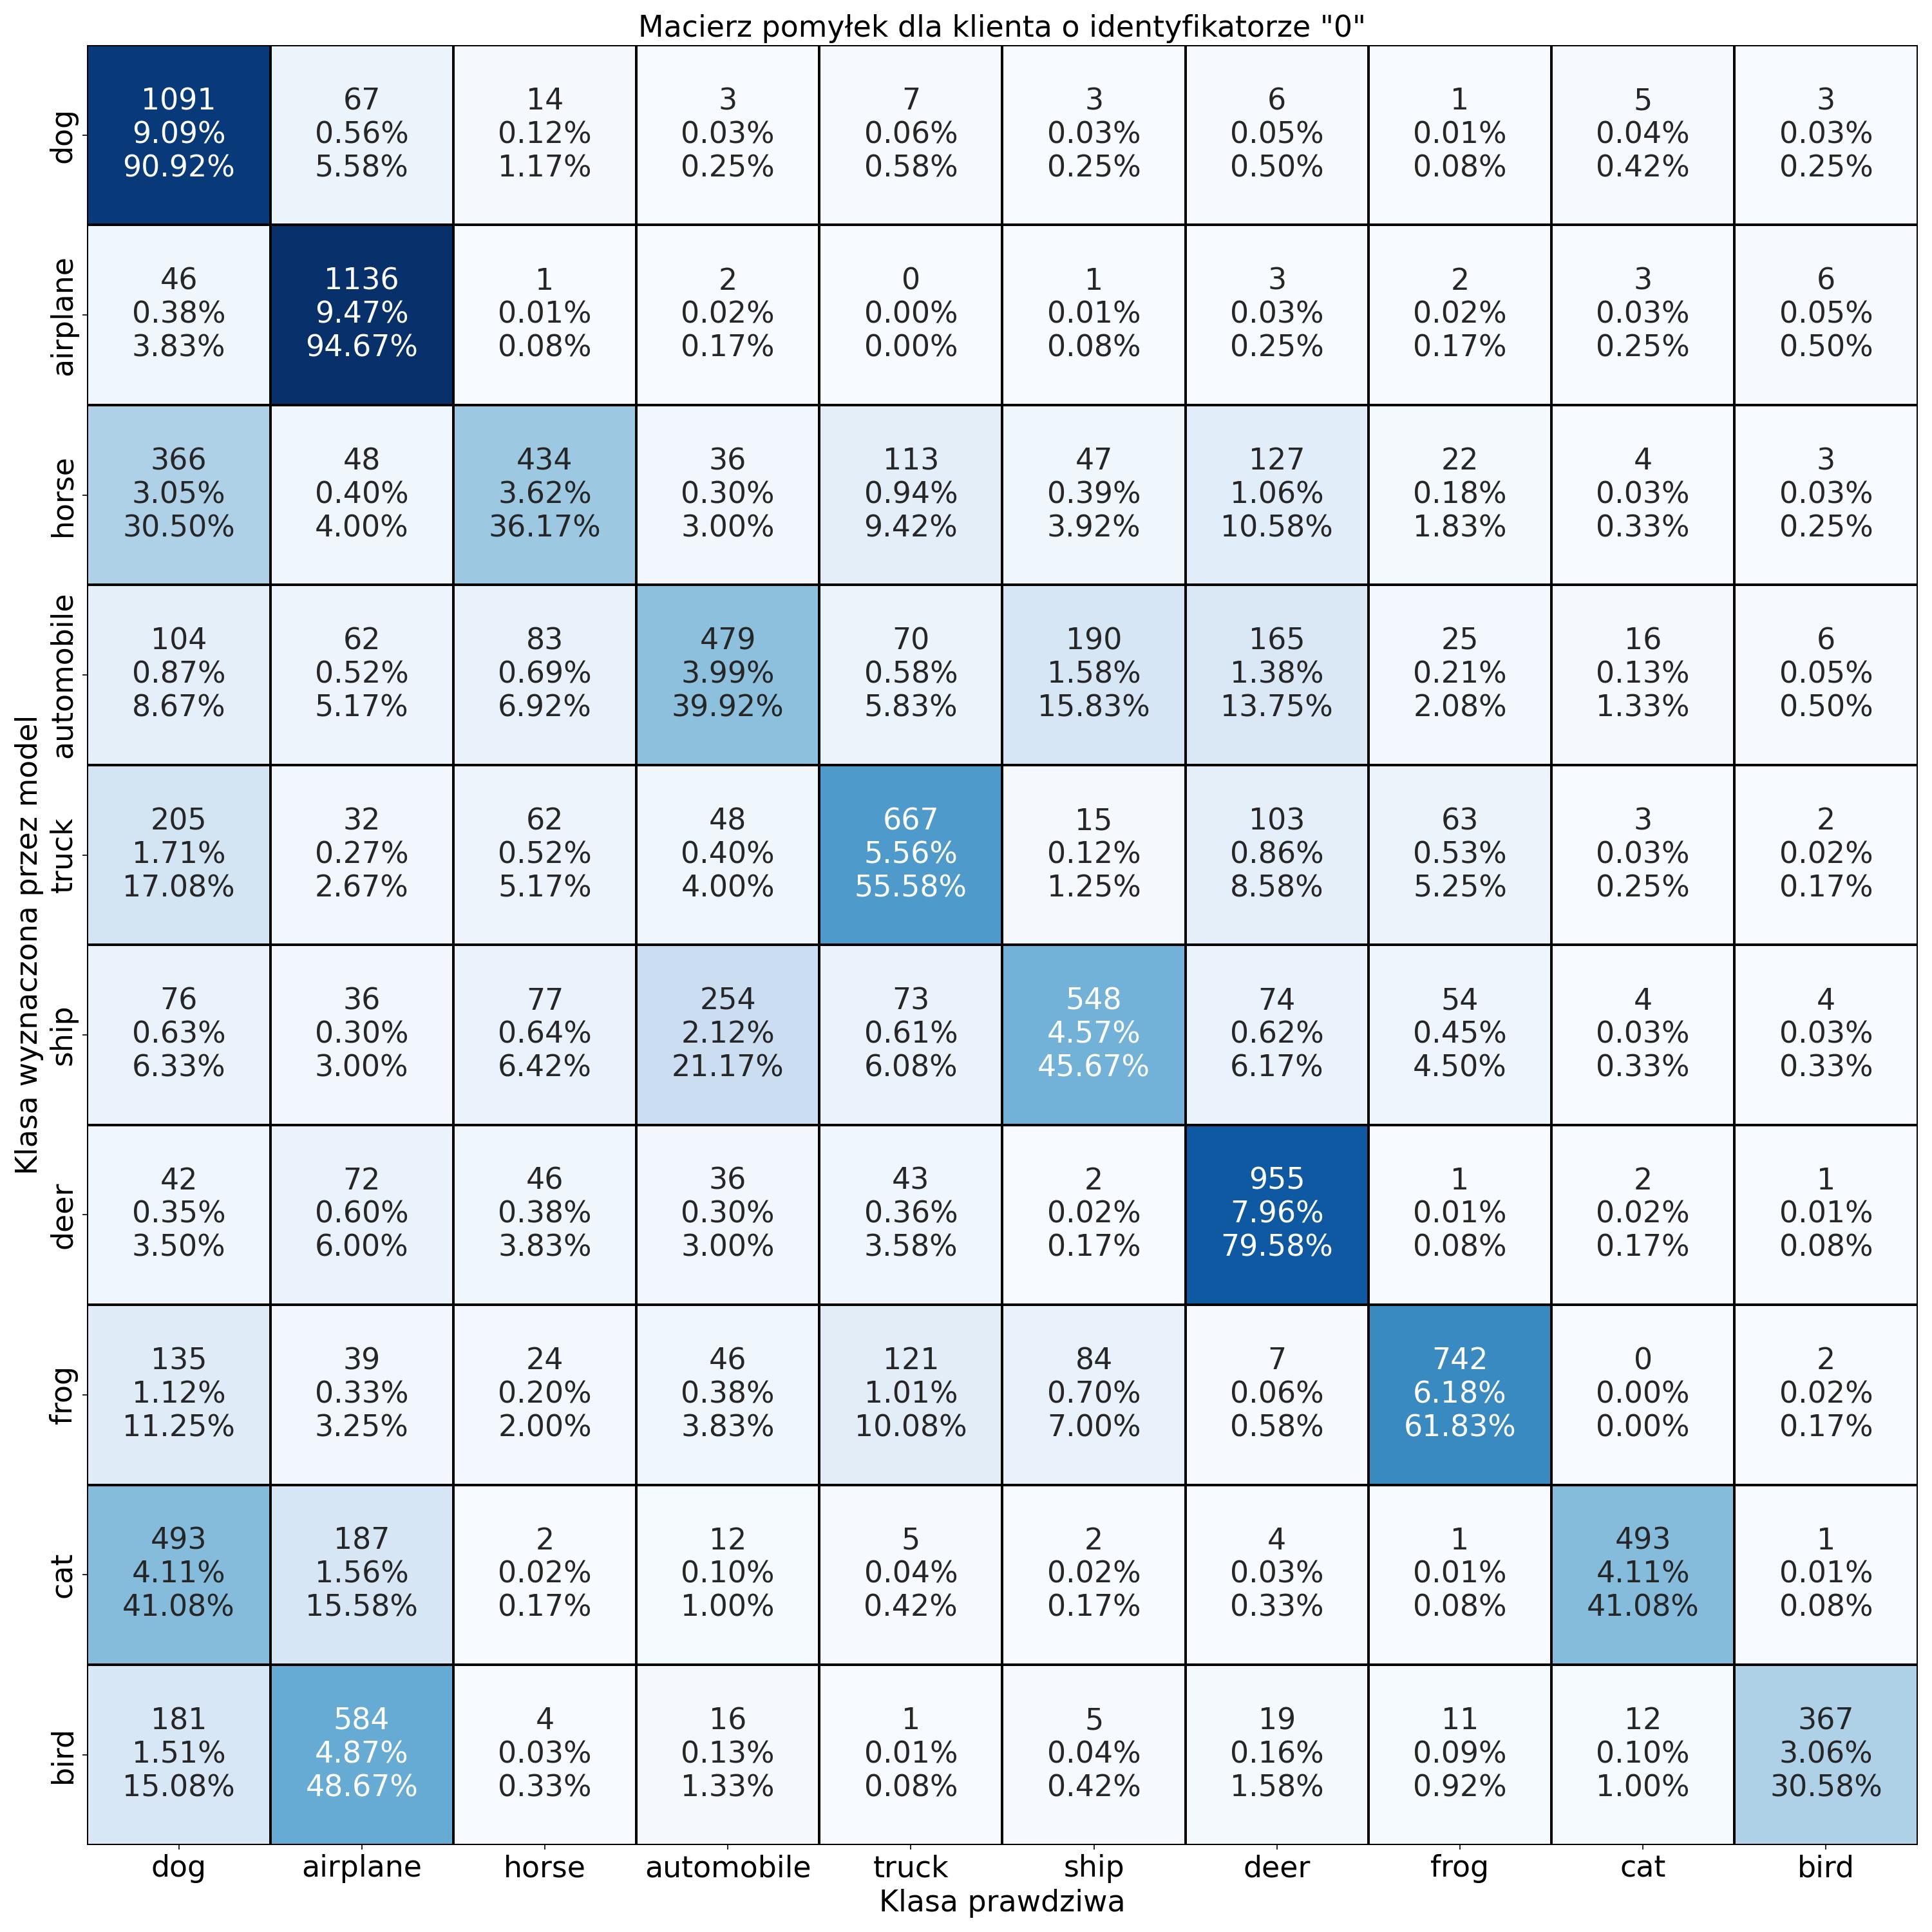 Macierz pomyłek dla klienta o identyfikatorze "0"
Klasa wyznaczona przez model
dog
1091 67 14 3 7 3 6 1 5 3
9.09% 0.56% 0.12% 0.03% 0.06% 0.03% 0.05% 0.01% 0.04% 0.03%
90.92% 5.58% 1.17% 0.25% 0.58% 0.25% 0.50% 0.08% 0.42% 0.25%
airplane
46 1136 1 2 0 1 3 2 3 6
0.38% 9.47% 0.01% 0.02% 0.00% 0.01% 0.03% 0.02% 0.03% 0.05%
3.83% 94.67% 0.08% 0.17% 0.00% 0.08% 0.25% 0.17% 0.25% 0.50%
horse
366 48 434 36 113 47 127 22 4 3
3.05% 0.40% 3.62% 0.30% 0.94% 0.39% 1.06% 0.18% 0.03% 0.03%
30.50% 4.00% 36.17% 3.00% 9.42% 3.92% 10.58% 1.83% 0.33% 0.25%
automobile
104 62 83 479 70 190 165 25 16 6
0.87% 0.52% 0.69% 3.99% 0.58% 1.58% 1.38% 0.21% 0.13% 0.05%
8.67% 5.17% 6.92% 39.92% 5.83% 15.83% 13.75% 2.08% 1.33% 0.50%
truck
205 32 62 48 667 15 103 63 3 2
1.71% 0.27% 0.52% 0.40% 5.56% 0.12% 0.86% 0.53% 0.03% 0.02%
17.08% 2.67% 5.17% 4.00% 55.58% 1.25% 8.58% 5.25% 0.25% 0.17%
ship
76 36 77 254 73 548 74 54 4 4
0.63% 0.30% 0.64% 2.12% 0.61% 4.57% 0.62% 0.45% 0.03% 0.03%
6.33% 3.00% 6.42% 21.17% 6.08% 45.67% 6.17% 4.50% 0.33% 0.33%
deer
42 72 46 36 43 2 955 1 2 1
0.35% 0.60% 0.38% 0.30% 0.36% 0.02% 7.96% 0.01% 0.02% 0.01%
3.50% 6.00% 3.83% 3.00% 3.58% 0.17% 79.58% 0.08% 0.17% 0.08%
frog
135 39 24 46 121 84 7 742 0 2
1.12% 0.33% 0.20% 0.38% 1.01% 0.70% 0.06% 6.18% 0.00% 0.02%
11.25% 3.25% 2.00% 3.83% 10.08% 7.00% 0.58% 61.83% 0.00% 0.17%
cat
493 187 2 12 5 2 4 1 493 1
4.11% 1.56% 0.02% 0.10% 0.04% 0.02% 0.03% 0.01% 4.11% 0.01%
41.08% 15.58% 0.17% 1.00% 0.42% 0.17% 0.33% 0.08% 41.08% 0.08%
bird
181 584 4 16 1 5 19 11 12 367
1.51% 4.87% 0.03% 0.13% 0.01% 0.04% 0.16% 0.09% 0.10% 3.06%
15.08% 48.67% 0.33% 1.33% 0.08% 0.42% 1.58% 0.92% 1.00% 30.58%
dog airplane horse automobile truck ship deer frog cat bird
Klasa prawdziwa